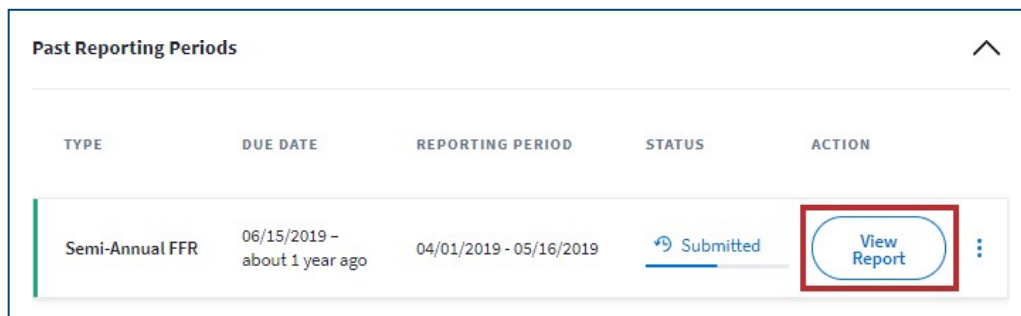 Past Reporting Periods
TYPE DUE DATE REPORTING PERIOD STATUS ACTION
Semi-Annual FFR 06/15/2019 – about 1 year ago 04/01/2019 - 05/16/2019 Submitted View Report